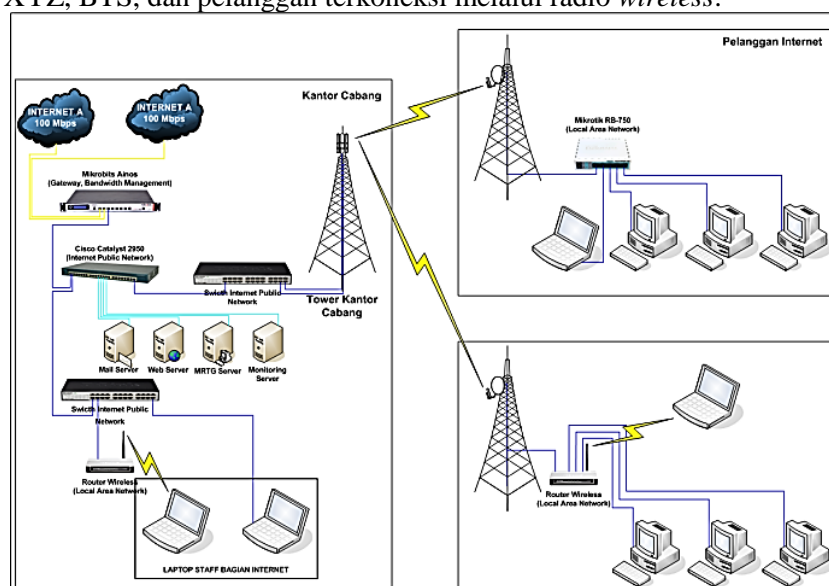 XYZ, BTS, dan pelanggan terkoneksi melalui radio wireless.
Kantor Cabang
INTERNET A
100 Mbps
INTERNET A
100 Mbps
Mikrobits Ainos
(Gateway, Bandwidth Management)
Cisco Catalyst 2950
(Internet Public Network)
Swicth Internet Public
Network
Tower Kantor
Cabang
Mail Server
Web Server
MRTG Server
Monitoring
Server
Swicth Internet Public
Network
Router Wireless
(Local Area Network)
LAPTOP STAFF BAGIAN INTERNET
Pelanggan Internet
Mikrotik RB-750
(Local Area Network)
Router Wireless
(Local Area Network)